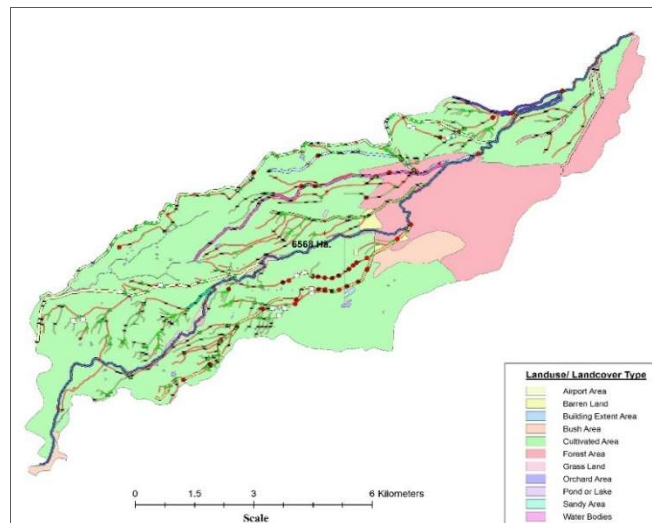 6568 Ha.
Landuse/ Landcover Type
Airport Area
Barren Land
Building Extent Area
Bush Area
Cultivated Area
Forest Area
Grass Land
Orchard Area
Pond or Lake
Sandy Area
Water Bodies
0 1.5 3 6 Kilometers
Scale